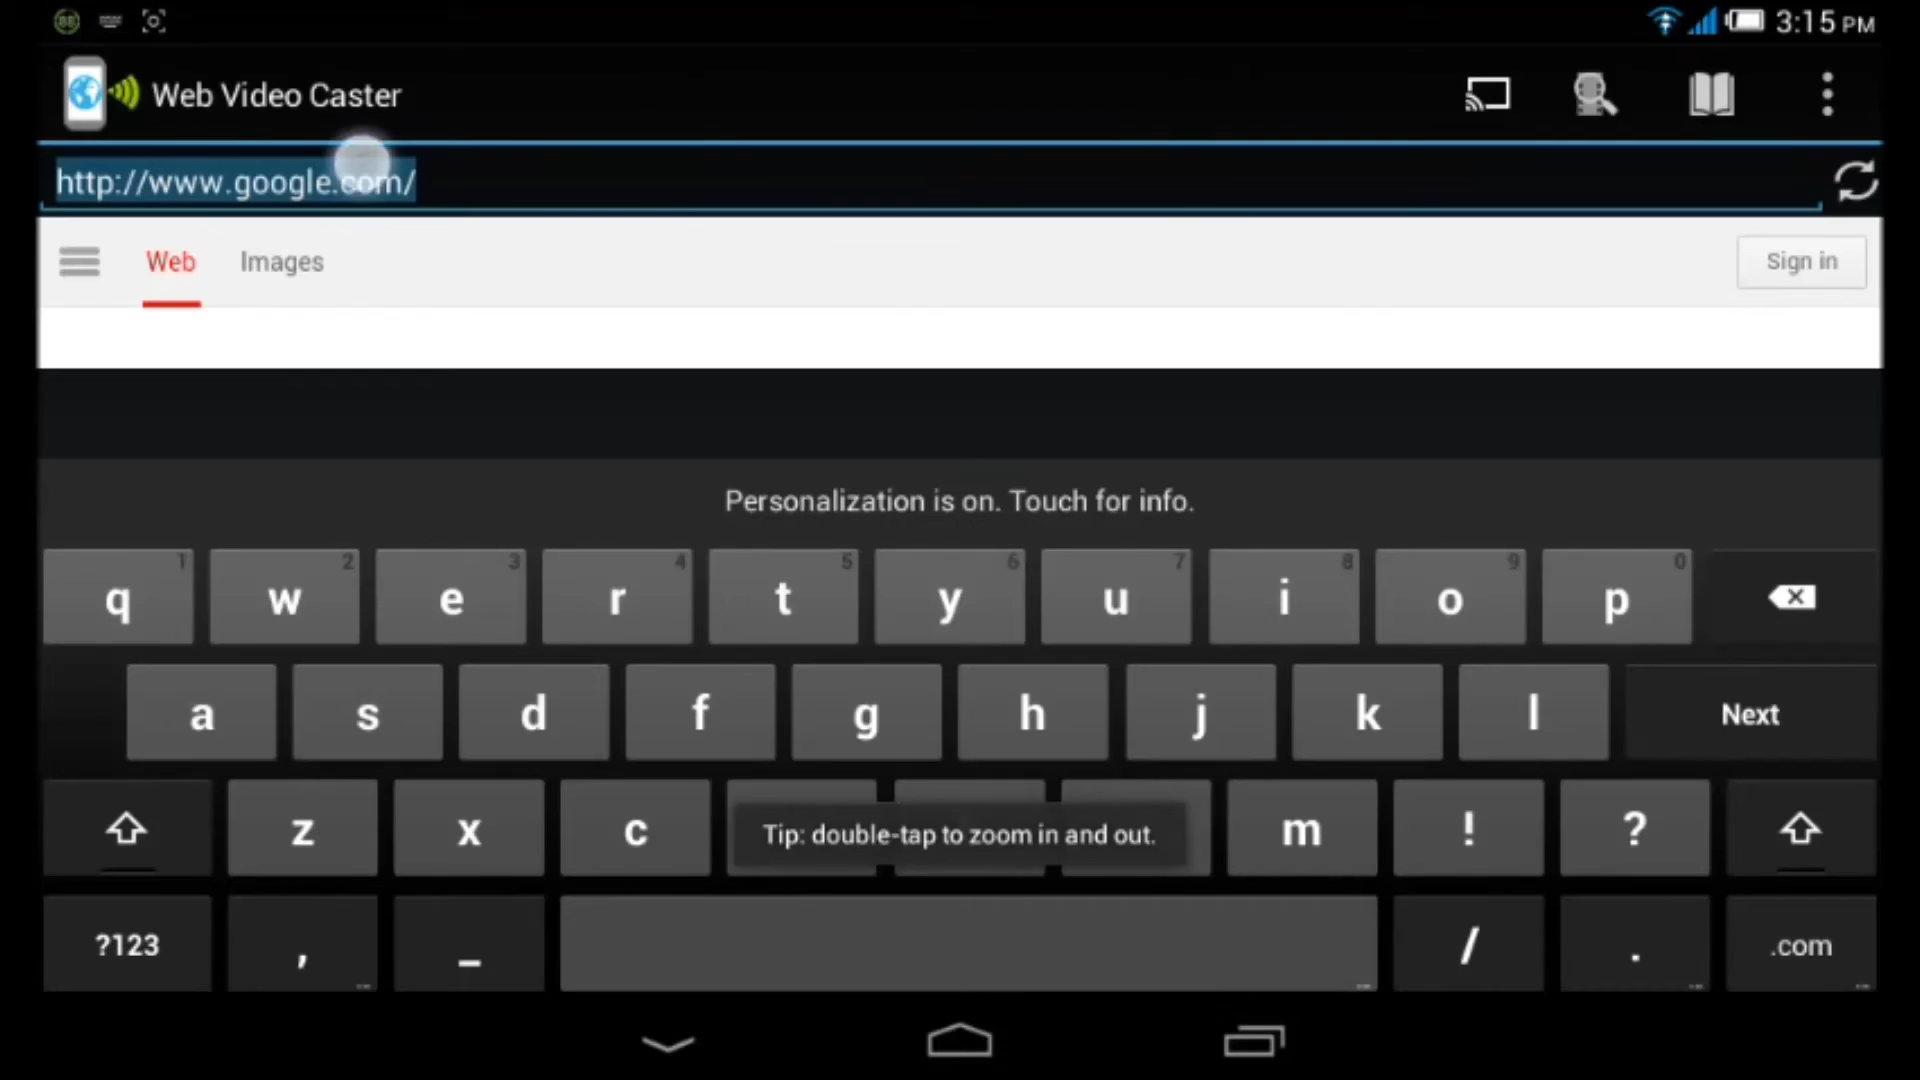 88
3:15 PM
Web Video Caster
http://www.google.com/
Web Images
Sign in
Personalization is on. Touch for info.
1 2 3 4 5 6 7 8 9 0
q w e r t y u i o p
a s d f g h j k l Next
z x c m ! ?
Tip: double-tap to zoom in and out.
?123 , _ / . .com